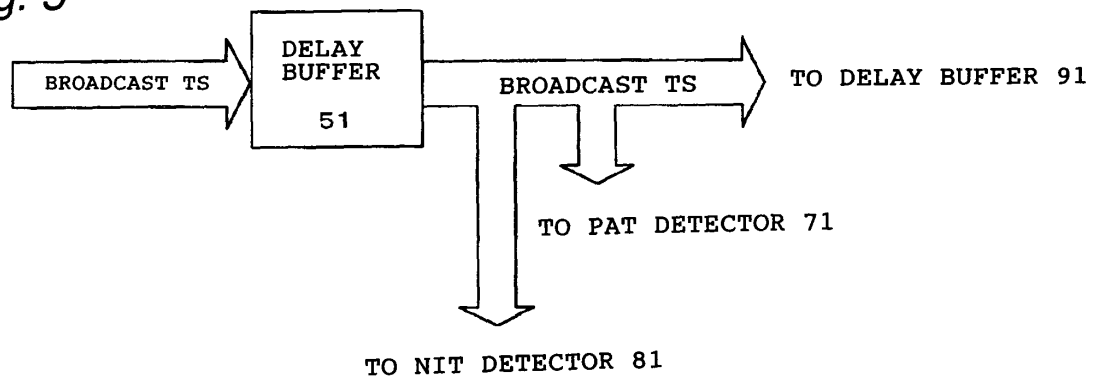 BROADCAST TS
DELAY
BUFFER
51
BROADCAST TS
TO DELAY BUFFER 91
TO PAT DETECTOR 71
TO NIT DETECTOR 81